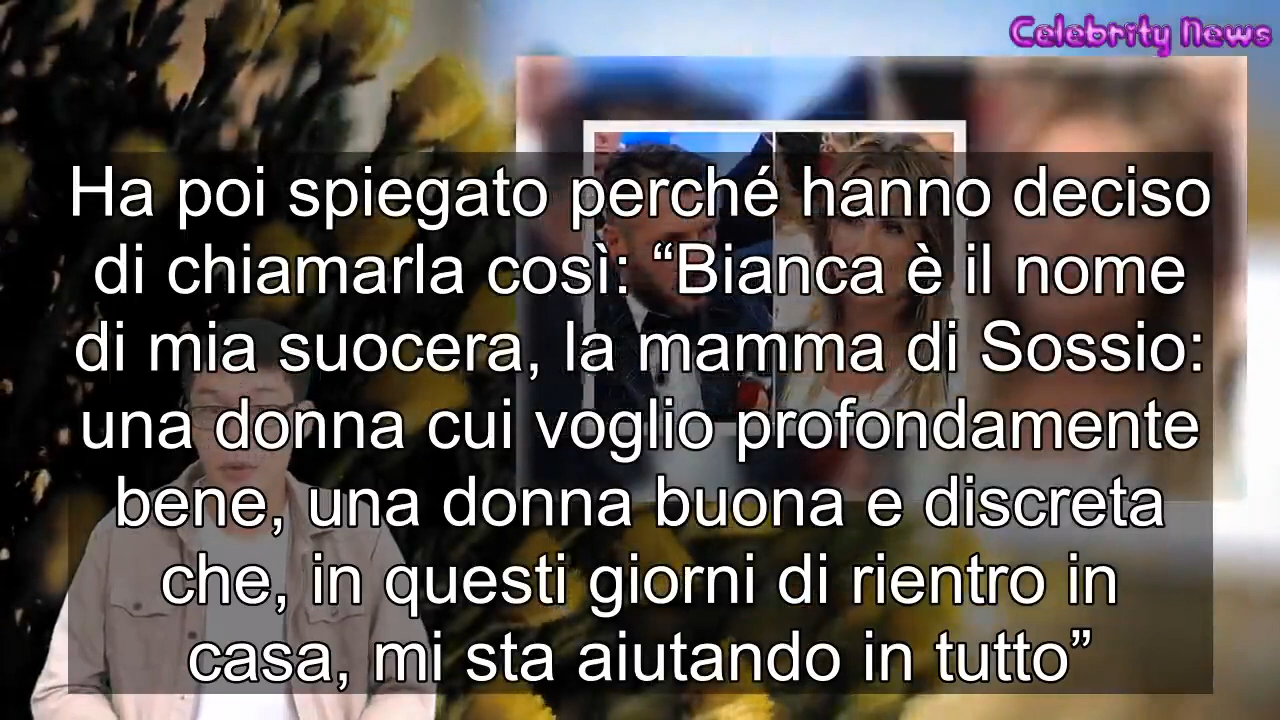 Celebrity News
Ha poi spiegato perché hanno deciso
di chiamarla così: “Bianca è il nome
di mia suocera, la mamma di Sossio:
una donna cui voglio profondamente
bene, una donna buona e discreta
che, in questi giorni di rientro in
casa, mi sta aiutando in tutto”